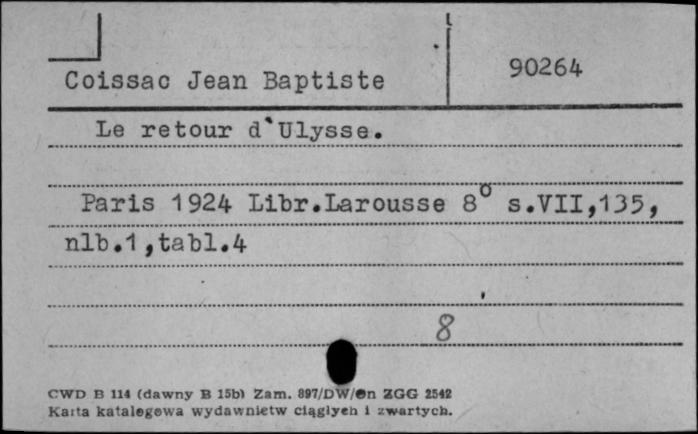 Coissac Jean Baptiste
90264
Le retour d`Ulysse.
Paris 1924 Libr.Larousse 8° s.VII,135,
nlb.1,tabl.4
8
CWD B 114 (dawny B 15b) Zam. 897/DW/en ZGG 2542
Karta katalogowa wydawnictw ciągłych i zwartych.